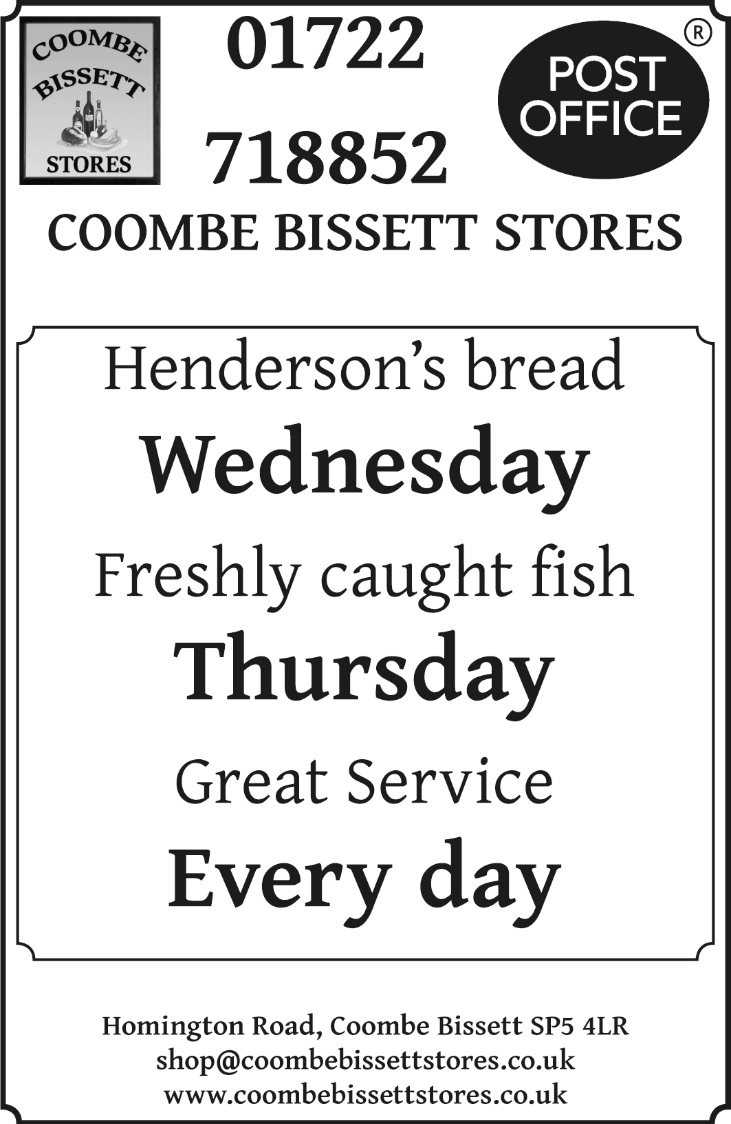 COOMBE
BISSETT
STORES
01722
718852
POST
OFFICE
®
COOMBE BISSETT STORES
Henderson’s bread
Wednesday
Freshly caught fish
Thursday
Great Service
Every day
Homington Road, Coombe Bissett SP5 4LR
shop@coombebissettstores.co.uk
www.coombebissettstores.co.uk